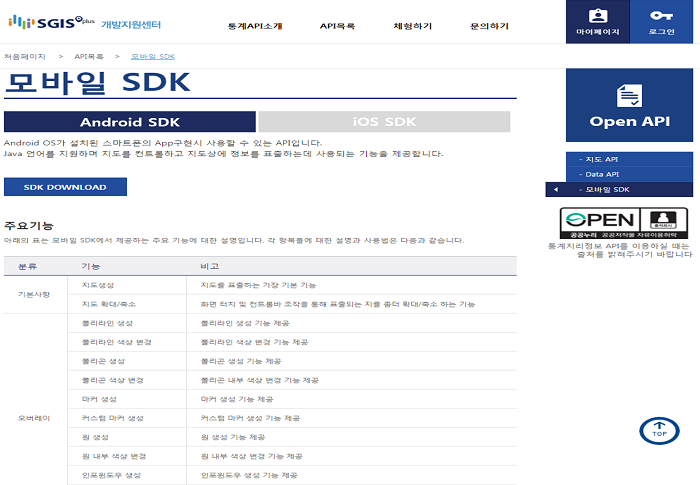 SGIS plus 개발지원센터
통계API소개 API목록 체험하기 문의하기
마이페이지 로그인
처음페이지 > API목록 > 모바일 SDK
모바일 SDK
Android SDK iOS SDK
Android OS가 설치된 스마트폰의 App구현시 사용할 수 있는 API입니다.
Java 언어를 지원하며 지도를 컨트롤하고 지도상에 정보를 표출하는데 사용되는 기능을 제공합니다.
SDK DOWNLOAD
주요기능
아래의 표는 모바일 SDK에서 제공하는 주요 기능에 대한 설명입니다. 각 항목들에 대한 설명과 사용법은 다음과 같습니다.
분류 기능 비고
기본사항
지도생성 지도를 표출하는 가장 기본 기능
지도 확대/축소 화면 터치 및 컨트롤바 조작을 통해 표출되는 지를 좀더 확대/축소 하는 기능
오버레이
폴리라인 생성 폴리라인 생성 기능 제공
폴리라인 색상 변경 폴리라인 색상 변경 기능 제공
폴리곤 생성 폴리곤 생성 기능 제공
폴리곤 색상 변경 폴리곤 내부 색상 변경 기능 제공
마커 생성 마커 생성 기능 제공
커스텀 마커 생성 커스텀 마커 생성 기능 제공
원 생성 원 생성 기능 제공
원 내부 색상 변경 원 내부 색상 변경 기능 제공
인포윈도우 생성 인포윈도우 생성 기능 제공
Open API
- 지도 API
- Data API
- 모바일 SDK
OPEN 출처표시
공공누리 공공저작물 자유이용허락
통계지리정보 API를 이용하실 때는
출처를 밝혀주시기 바랍니다
TOP